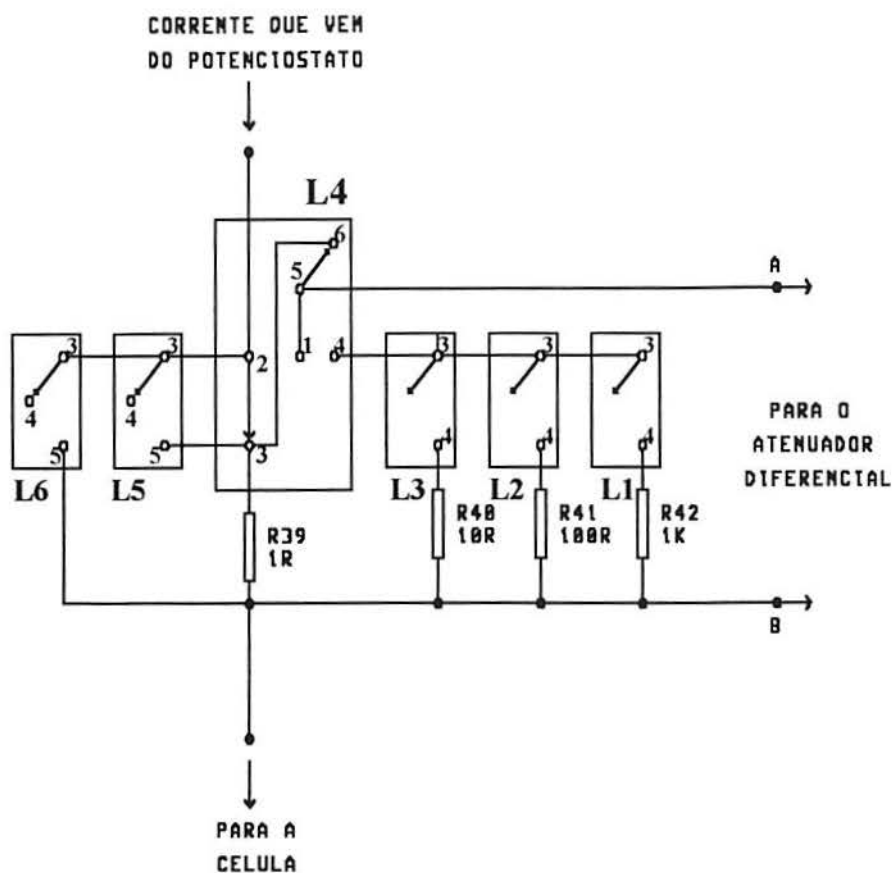 CORRENTE QUE VEM
DO POTENCIOSTATO
L4
6
5
A
3
3
2
1
4
3
3
3
4
4
5
5
3
4
4
4
L6
L5
L3
L2
L1
PARA O
ATENUADOR
DIFERENCIAL
R39
1R
R40
10R
R41
100R
R42
1K
B
PARA A
CELULA